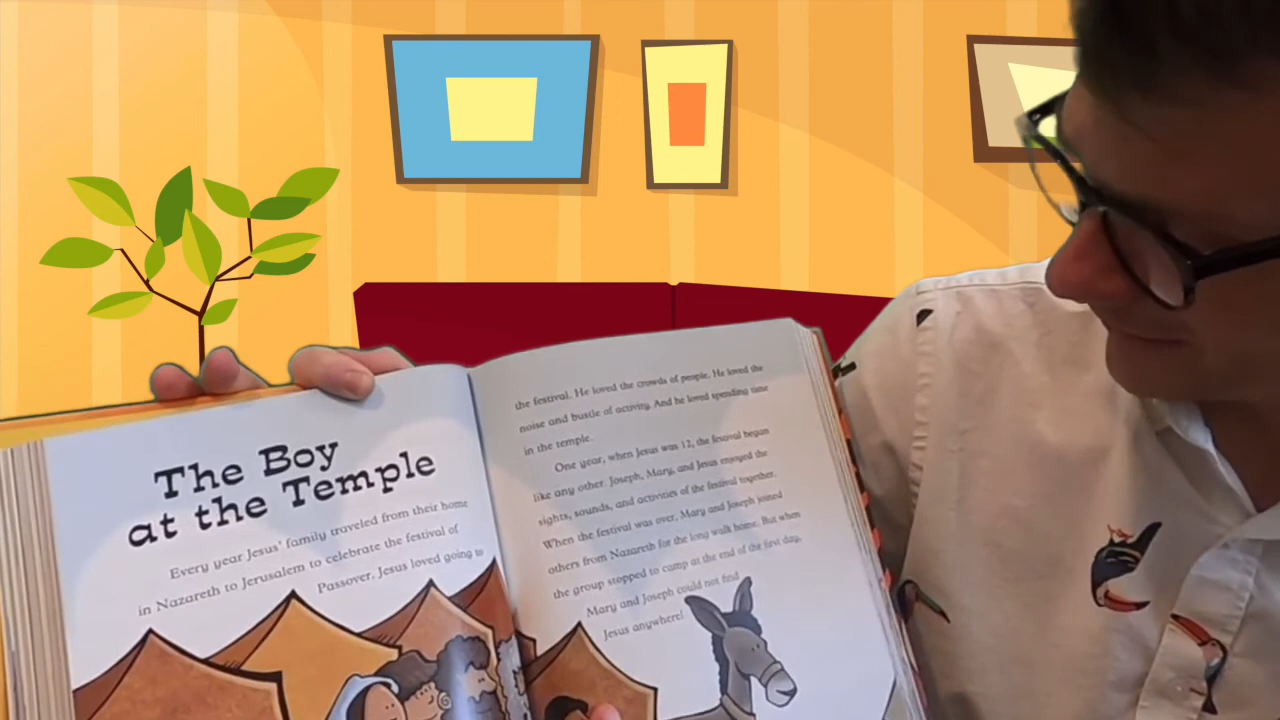 The Boy
at the Temple
Every year Jesus' family traveled from their home
in Nazareth to Jerusalem to celebrate the festival of
Passover. Jesus loved going to
the festival. He loved the crowds of people. He loved the
noise and bustle of activity. And he loved spending time
in the temple.
One year, when Jesus was 12, the festival began
like any other. Joseph, Mary, and Jesus enjoyed the
sights, sounds, and activities of the festival together.
When the festival was over, Mary and Joseph joined
others from Nazareth for the long walk home. But when
the group stopped to camp at the end of the first day,
Mary and Joseph could not find
Jesus anywhere!